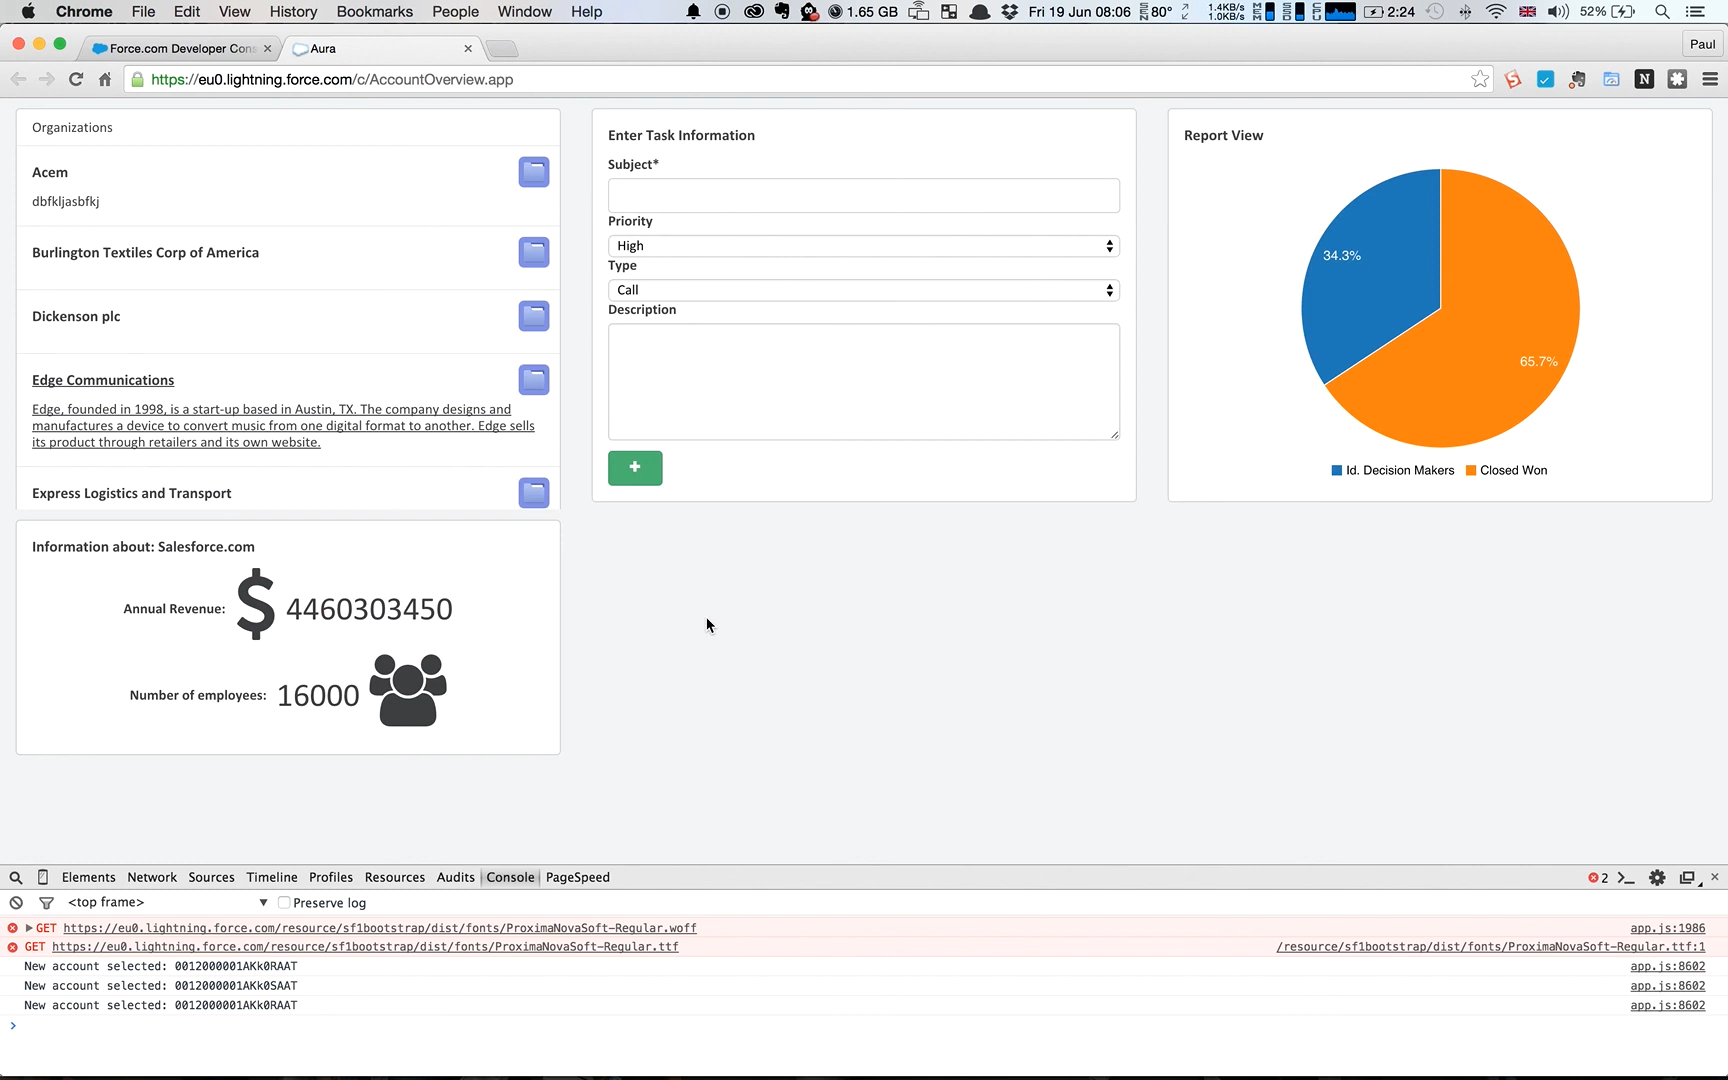 Chrome File Edit View History Bookmarks People Window Help 1.65 GB Fri 19 Jun 08:06 80° 1.4KB/s 1.0KB/s 2:24 52%
Force.com Developer Cons
Aura
Paul
https://eu0.lightning.force.com/c/AccountOverview.app
N
Organizations
Acem
dbfkljasbfkj
Burlington Textiles Corp of America
Dickenson plc
Edge Communications
Edge, founded in 1998, is a start-up based in Austin, TX. The company designs and
manufactures a device to convert music from one digital format to another. Edge sells
its product through retailers and its own website.
Express Logistics and Transport
Information about: Salesforce.com
Annual Revenue: $ 4460303450
Number of employees: 16000
Enter Task Information
Subject*
Priority
High
Type
Call
Description
+
Report View
34.3%
65.7%
Id. Decision Makers Closed Won
Elements Network Sources Timeline Profiles Resources Audits Console PageSpeed 2
<top frame> Preserve log
GET https://eu0.lightning.force.com/resource/sf1bootstrap/dist/fonts/ProximaNovaSoft-Regular.woff app.js:1986
GET https://eu0.lightning.force.com/resource/sf1bootstrap/dist/fonts/ProximaNovaSoft-Regular.ttf /resource/sf1bootstrap/dist/fonts/ProximaNovaSoft-Regular.ttf:1
New account selected: 0012000001AKk0RAAT app.js:8602
New account selected: 0012000001AKk0SAAT app.js:8602
New account selected: 0012000001AKk0RAAT app.js:8602